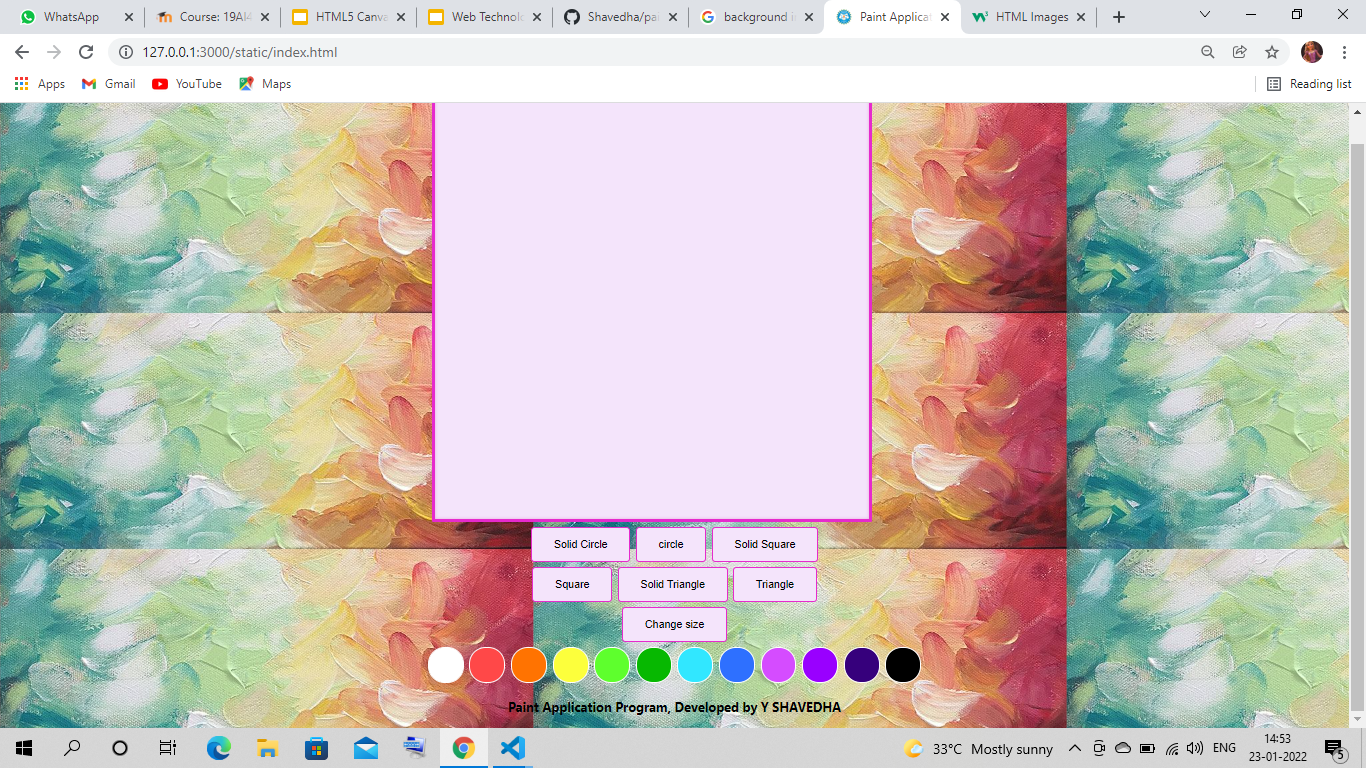 WhatsApp
Course: 19AI4
HTML5 Canva
Web Technolo
Shavedha/pai
background i
Paint Applicat
HTML Images
127.0.0.1:3000/static/index.html
Apps
Gmail
YouTube
Maps
Reading list
Solid Circle
circle
Solid Square
Square
Solid Triangle
Triangle
Change size
Paint Application Program, Developed by Y SHAVEDHA
33°C Mostly sunny
ENG
14:53
23-01-2022
5